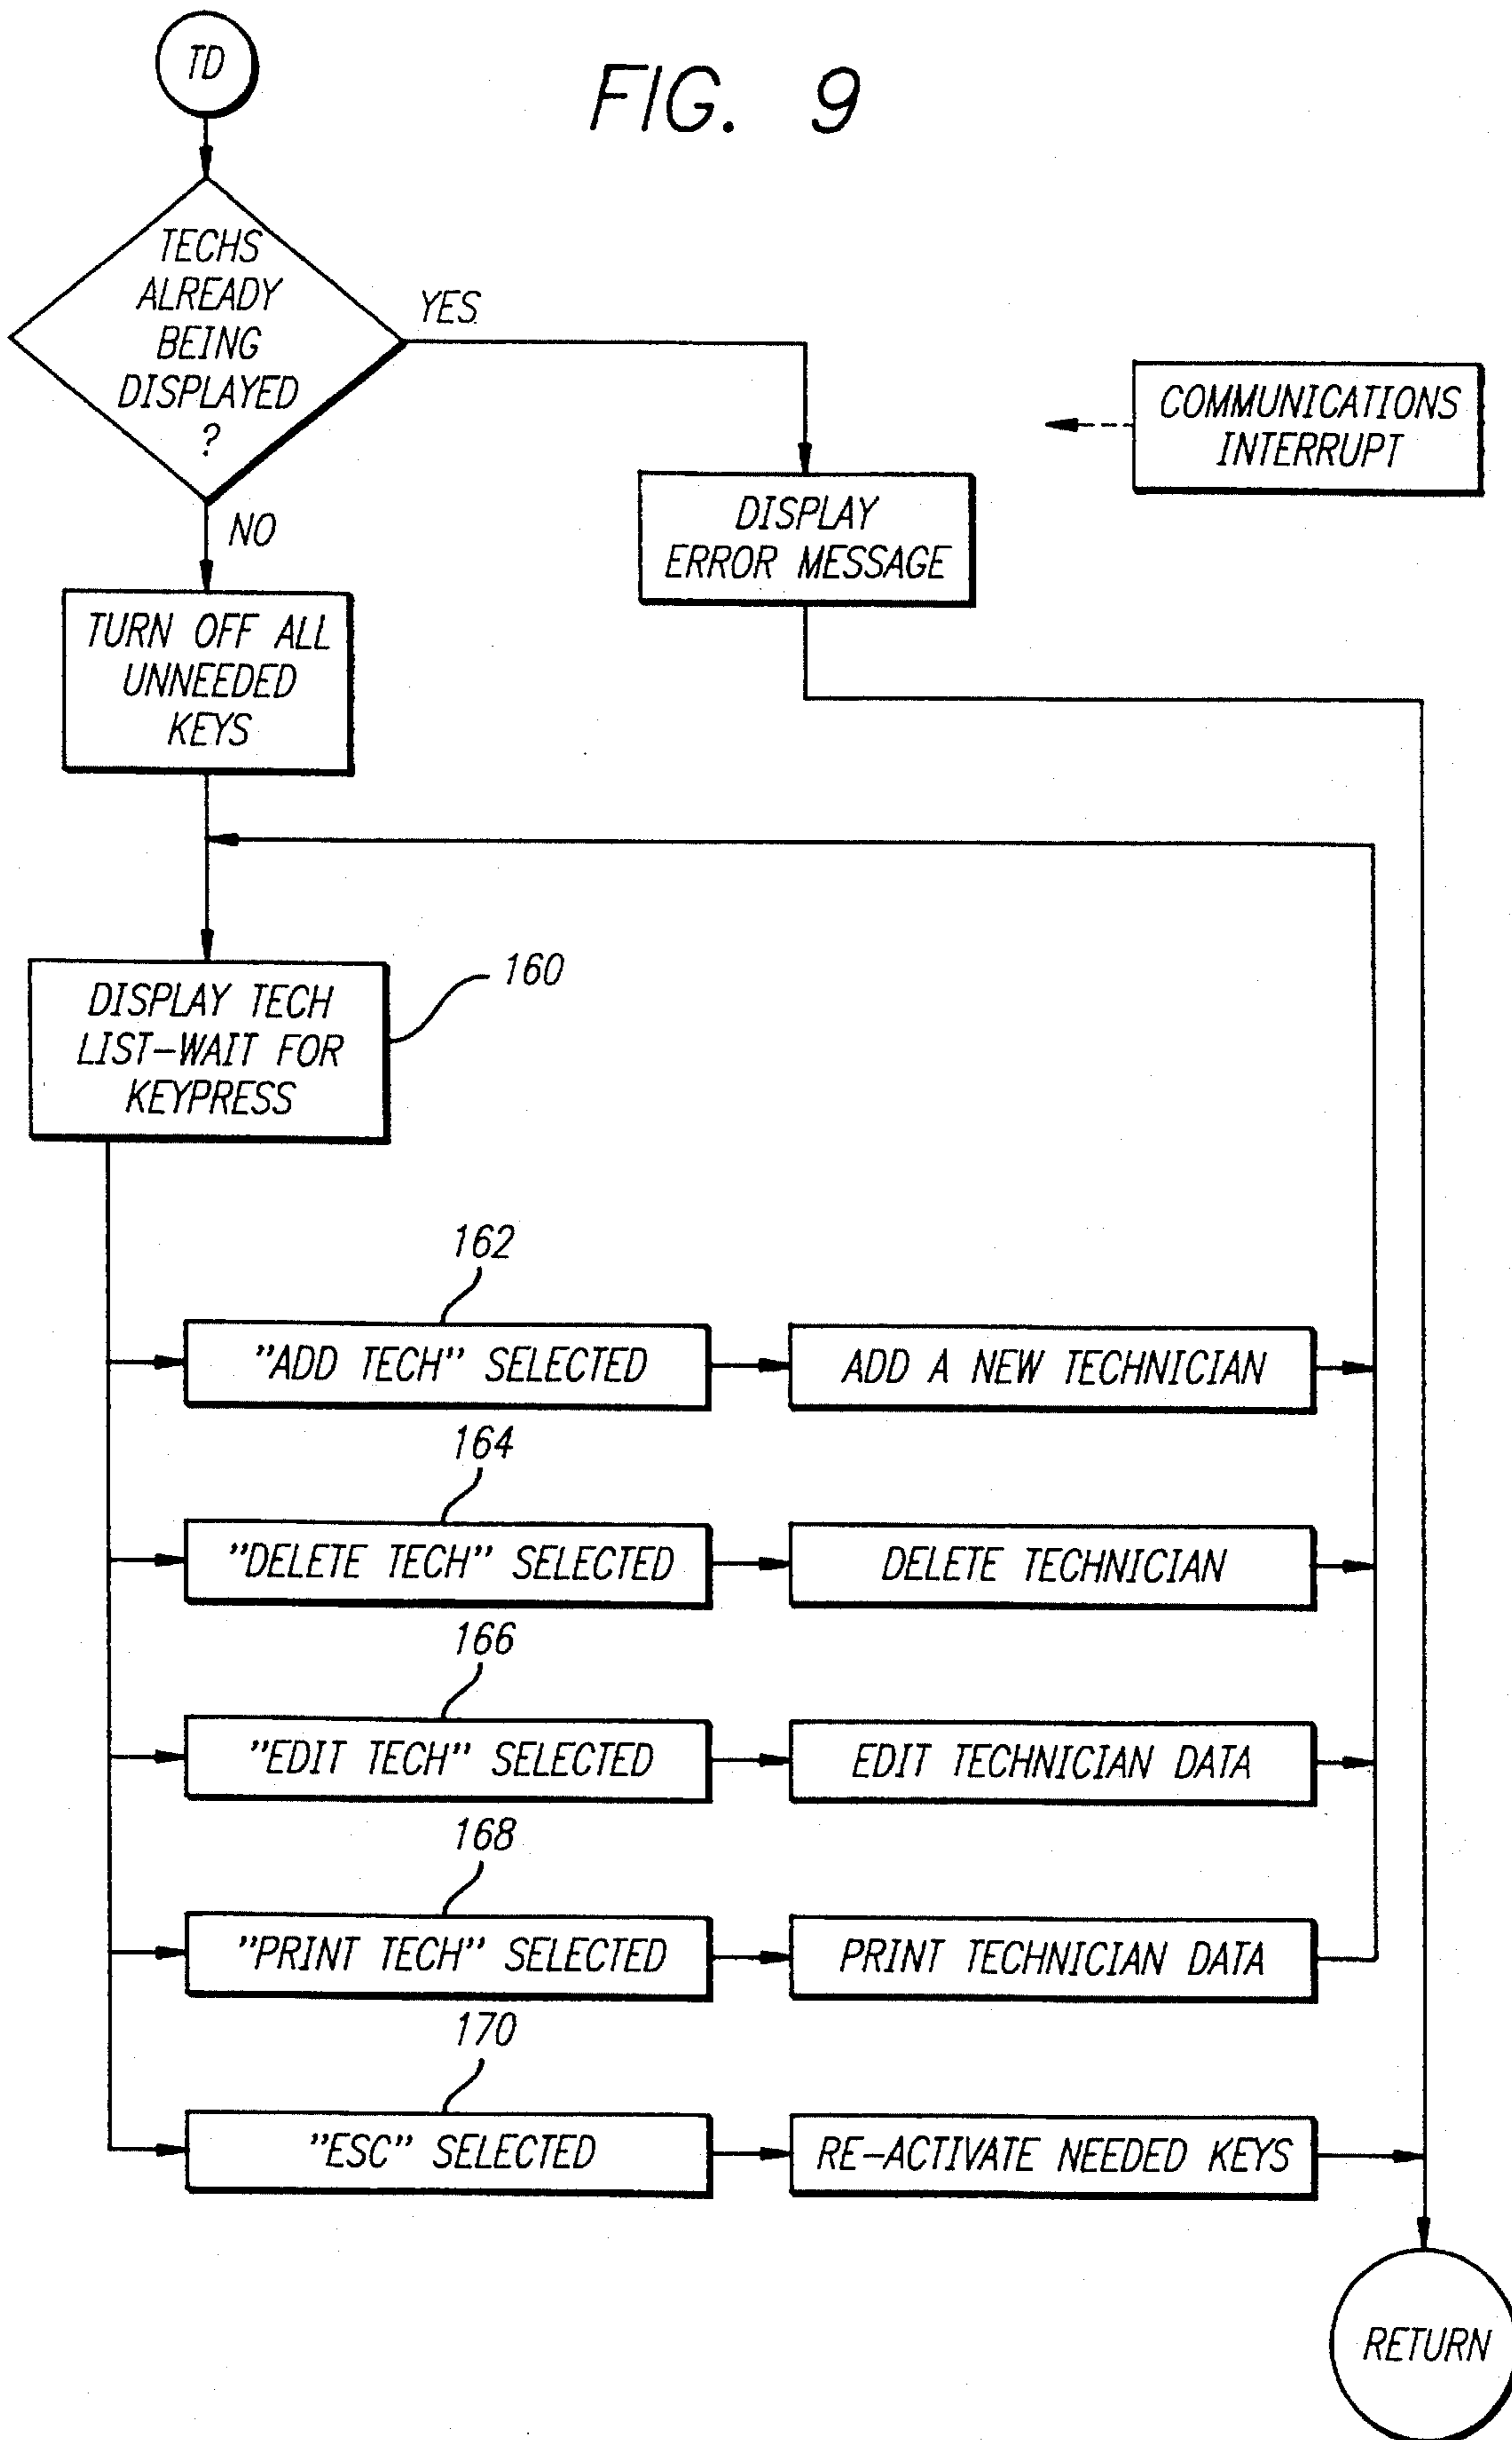 TD
FIG. 9
TECHS
ALREADY
BEING
DISPLAYED
?
YES
NO
COMMUNICATIONS
INTERRUPT
DISPLAY
ERROR MESSAGE
TURN OFF ALL
UNNEEDED
KEYS
160
DISPLAY TECH
LIST-WAIT FOR
KEYPRESS
162
"ADD TECH" SELECTED
ADD A NEW TECHNICIAN
164
"DELETE TECH" SELECTED
DELETE TECHNICIAN
166
"EDIT TECH" SELECTED
EDIT TECHNICIAN DATA
168
"PRINT TECH" SELECTED
PRINT TECHNICIAN DATA
170
"ESC" SELECTED
RE-ACTIVATE NEEDED KEYS
RETURN